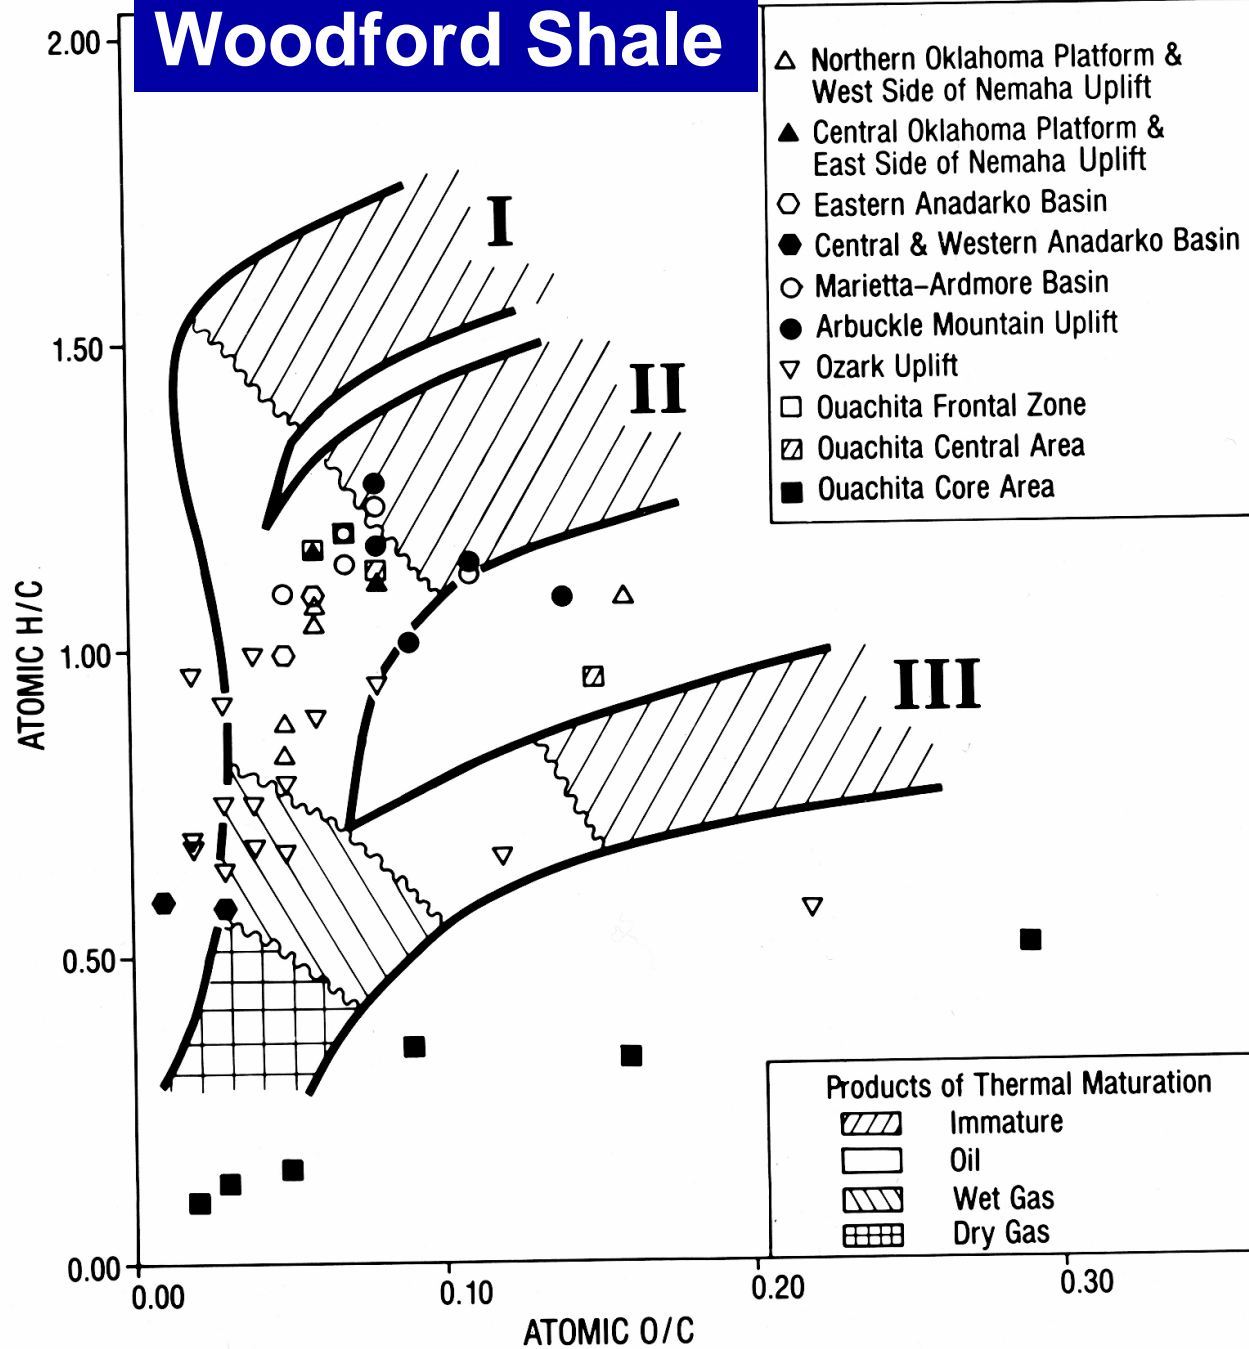 Woodford Shale
2.00
1.50
1.00
0.50
0.00
ATOMIC H/C
0.00
0.10
0.20
0.30
ATOMIC O/C
I
II
III
Northern Oklahoma Platform &
West Side of Nemaha Uplift
Central Oklahoma Platform &
East Side of Nemaha Uplift
Eastern Anadarko Basin
Central & Western Anadarko Basin
Marietta-Ardmore Basin
Arbuckle Mountain Uplift
Ozark Uplift
Ouachita Frontal Zone
Ouachita Central Area
Ouachita Core Area
Products of Thermal Maturation
Immature
Oil
Wet Gas
Dry Gas